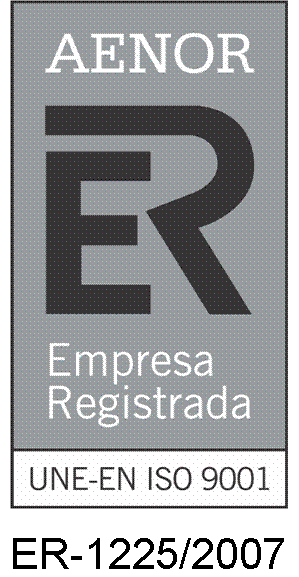 AENOR
ER
Empresa
Registrada
UNE-EN ISO 9001
ER-1225/2007